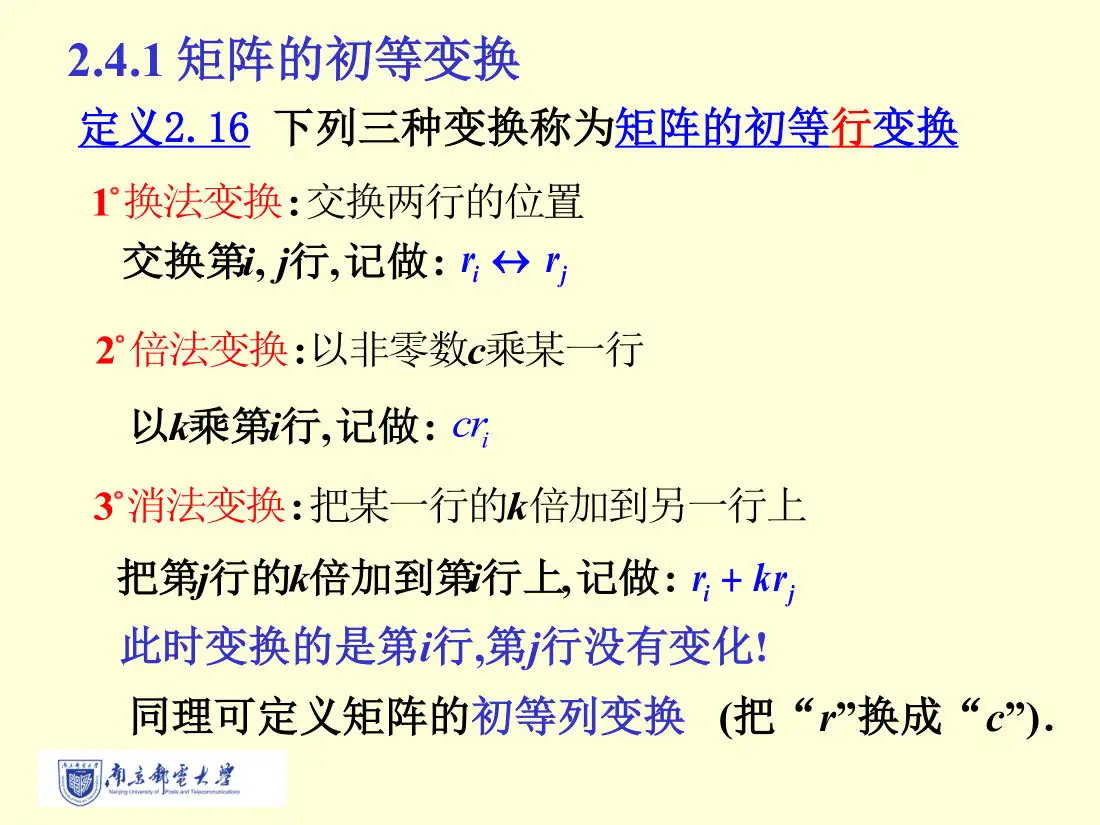 2.4.1 矩阵的初等变换
定义2.16 下列三种变换称为矩阵的初等行变换
1°换法变换:交换两行的位置
交换第i, j行,记做: ri ↔ rj
2°倍法变换:以非零数c乘某一行
以k乘第i行,记做: cri
3°消法变换:把某一行的k倍加到另一行上
把第j行的k倍加到第i行上,记做: ri + krj
此时变换的是第i行,第j行没有变化!
同理可定义矩阵的初等列变换 (把“r”换成“c”).
南京邮电大学
Nanjing University of Posts and Telecommunications